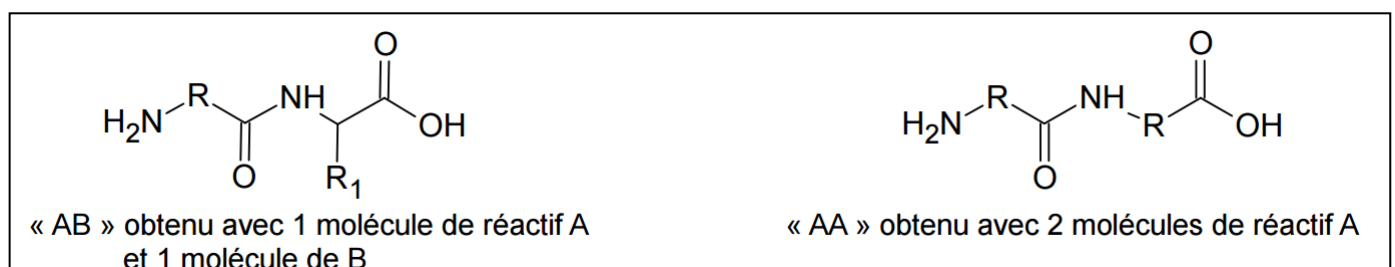 O O
H₂N R NH OH H₂N R NH R OH
O R₁ O
« AB » obtenu avec 1 molécule de réactif A « AA » obtenu avec 2 molécules de réactif A
et 1 molécule de B